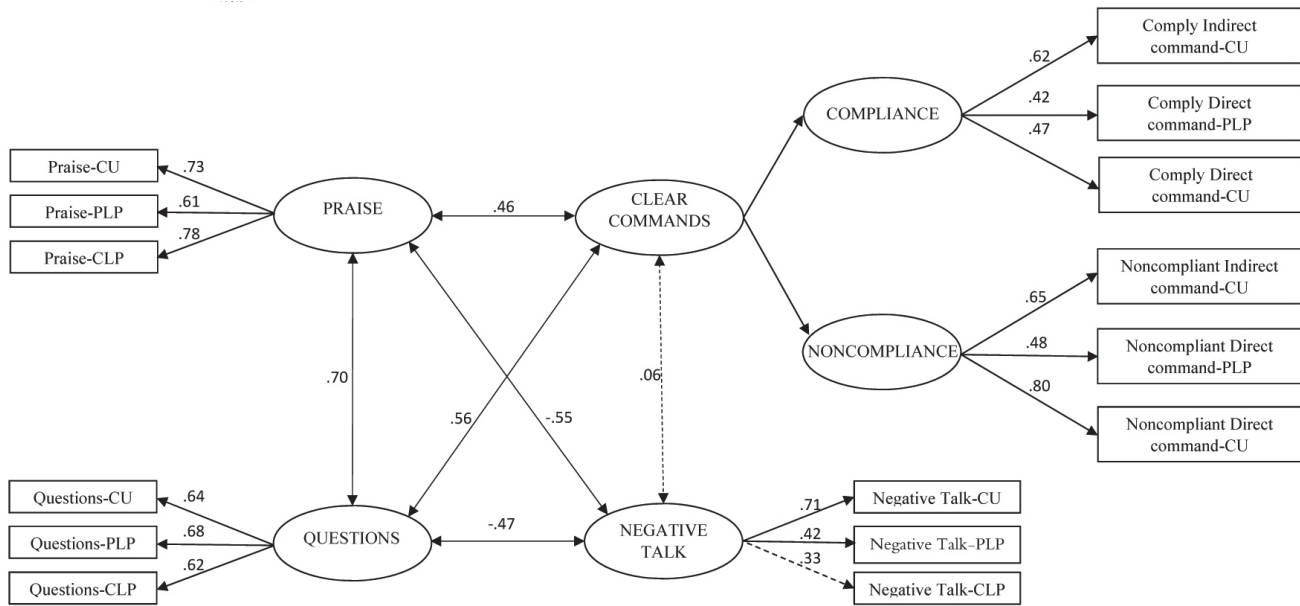 Comply Indirect
command-CU
.62
COMPLIANCE
.42
Comply Direct
command-PLP
.47
Comply Direct
command-CU
Praise-CU
.73
Praise-PLP
.61
Praise-CLP
.78
PRAISE
.46
CLEAR
COMMANDS
Noncompliant Indirect
command-CU
.65
NONCOMPLIANCE
.48
Noncompliant Direct
command-PLP
.80
Noncompliant Direct
command-CU
.70
.56
-.55
.06
Questions-CU
.64
Questions-PLP
.68
Questions-CLP
.62
QUESTIONS
-.47
NEGATIVE
TALK
.71
Negative Talk-CU
.42
Negative Talk-PLP
.33
Negative Talk-CLP